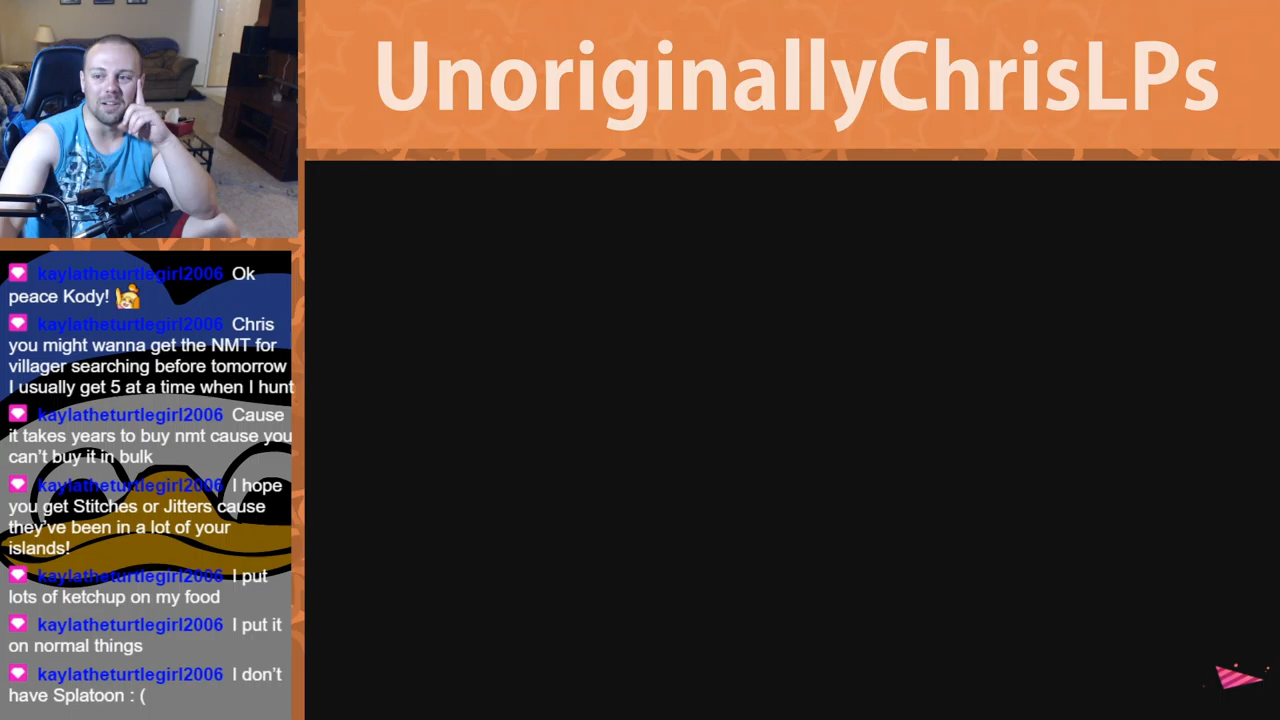 UnoriginallyChrisLPs
kaylatheturtlegirl2006 Ok
peace Kody!
kaylatheturtlegirl2006 Chris
you might wanna get the NMT for
villager searching before tomorrow
I usually get 5 at a time when I hunt
kaylatheturtlegirl2006 Cause
it takes years to buy nmt cause you
can't buy it in bulk
kaylatheturtlegirl2006 I hope
you get Stitches or Jitters cause
they've been in a lot of your
islands!
kaylatheturtlegirl2006 I put
lots of ketchup on my food
kaylatheturtlegirl2006 I put it
on normal things
kaylatheturtlegirl2006 I don't
have Splatoon : (